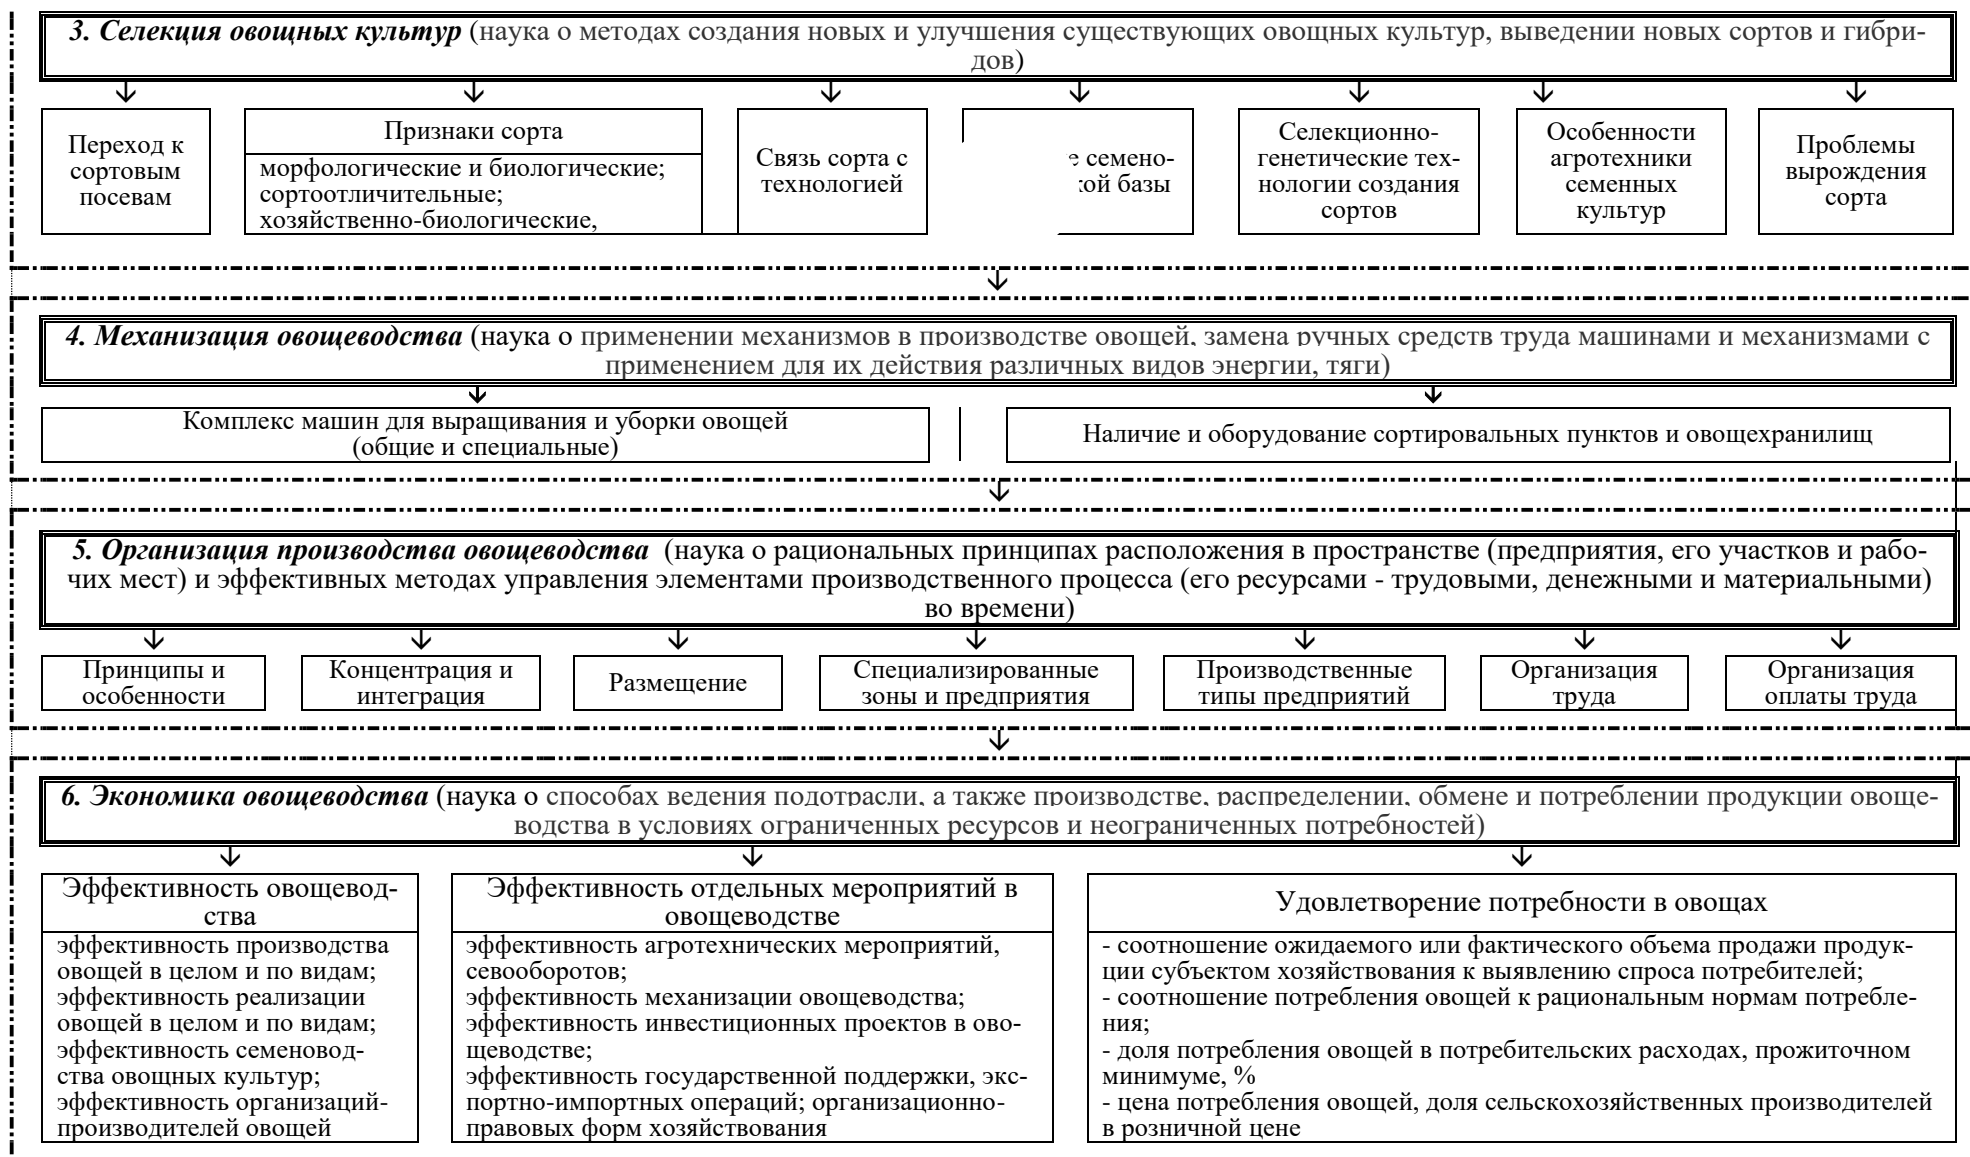 3. Селекция овощных культур (наука о методах создания новых и улучшения существующих овощных культур, выведении новых сортов и гибри-
дов)
Переход к
сортовым
посевам
Признаки сорта
морфологические и биологические;
сортоотличительные;
хозяйственно-биологические,
Связь сорта с
технологией
семено-
кой базы
Селекционно-
генетические тех-
нологии создания
сортов
Особенности
агротехники
семенных
культур
Проблемы
вырождения
сорта
4. Механизация овощеводства (наука о применении механизмов в производстве овощей, замена ручных средств труда машинами и механизмами с
применением для их действия различных видов энергии, тяги)
Комплекс машин для выращивания и уборки овощей
(общие и специальные)
Наличие и оборудование сортировальных пунктов и овощехранилищ
5. Организация производства овощеводства (наука о рациональных принципах расположения в пространстве (предприятия, его участков и рабо-
чих мест) и эффективных методах управления элементами производственного процесса (его ресурсами - трудовыми, денежными и материальными)
во времени)
Принципы и
особенности
Концентрация и
интеграция
Размещение
Специализированные
зоны и предприятия
Производственные
типы предприятий
Организация
труда
Организация
оплаты труда
6. Экономика овощеводства (наука о способах ведения подотрасли, а также производстве, распределении, обмене и потреблении продукции овоще-
водства в условиях ограниченных ресурсов и неограниченных потребностей)
Эффективность овощевод-
ства
эффективность производства
овощей в целом и по видам;
эффективность реализации
овощей в целом и по видам;
эффективность семеновод-
ства овощных культур;
эффективность организаций-
производителей овощей
Эффективность отдельных мероприятий в
овощеводстве
эффективность агротехнических мероприятий,
севооборотов;
эффективность механизации овощеводства;
эффективность инвестиционных проектов в ово-
щеводстве;
эффективность государственной поддержки, экс-
портно-импортных операций; организационно-
правовых форм хозяйствования
Удовлетворение потребности в овощах
- соотношение ожидаемого или фактического объема продажи продук-
ции субъектом хозяйствования к выявлению спроса потребителей;
- соотношение потребления овощей к рациональным нормам потребле-
ния;
- доля потребления овощей в потребительских расходах, прожиточном
минимуме, %
- цена потребления овощей, доля сельскохозяйственных производителей
в розничной цене